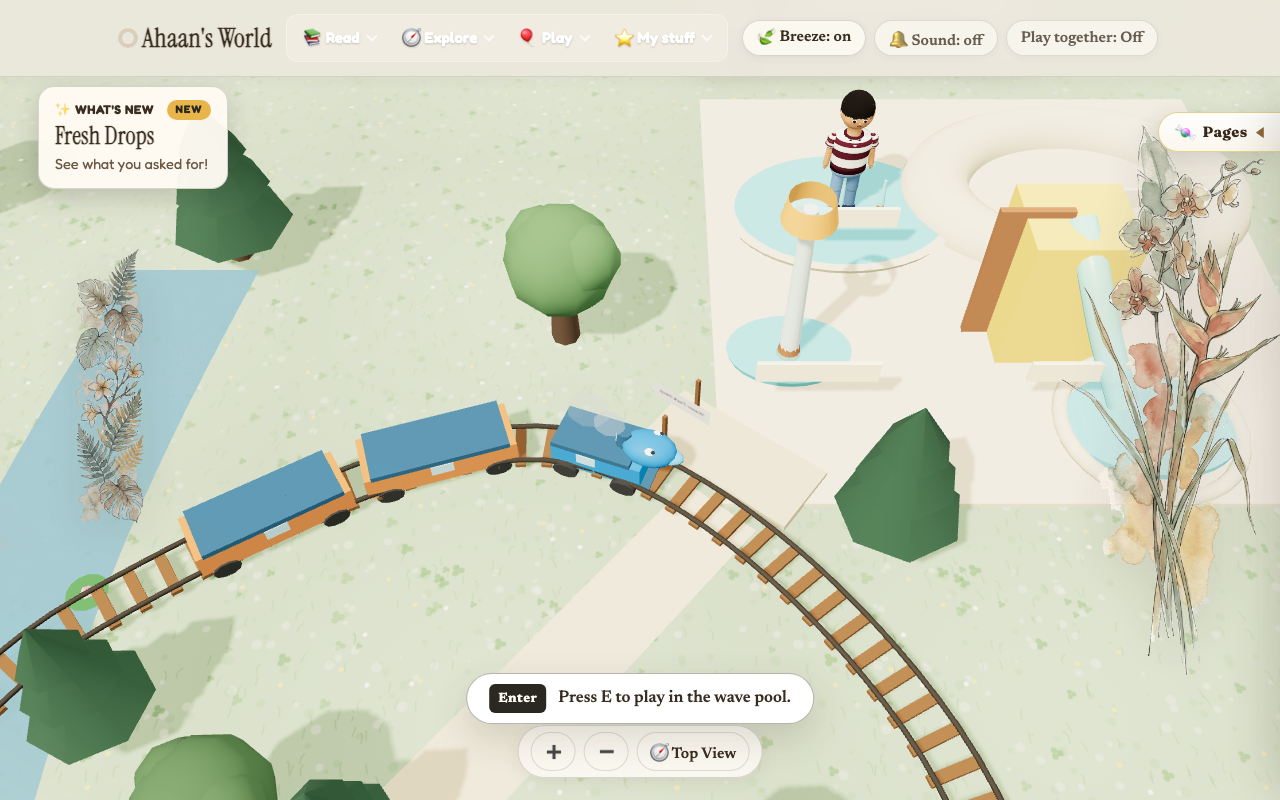 Ahaan's World
Read
Explore
Play
My stuff
Breeze: on
Sound: off
Play together: Off
WHAT'S NEW NEW
Fresh Drops
See what you asked for!
Pages
Enter Press E to play in the wave pool.
+ − Top View